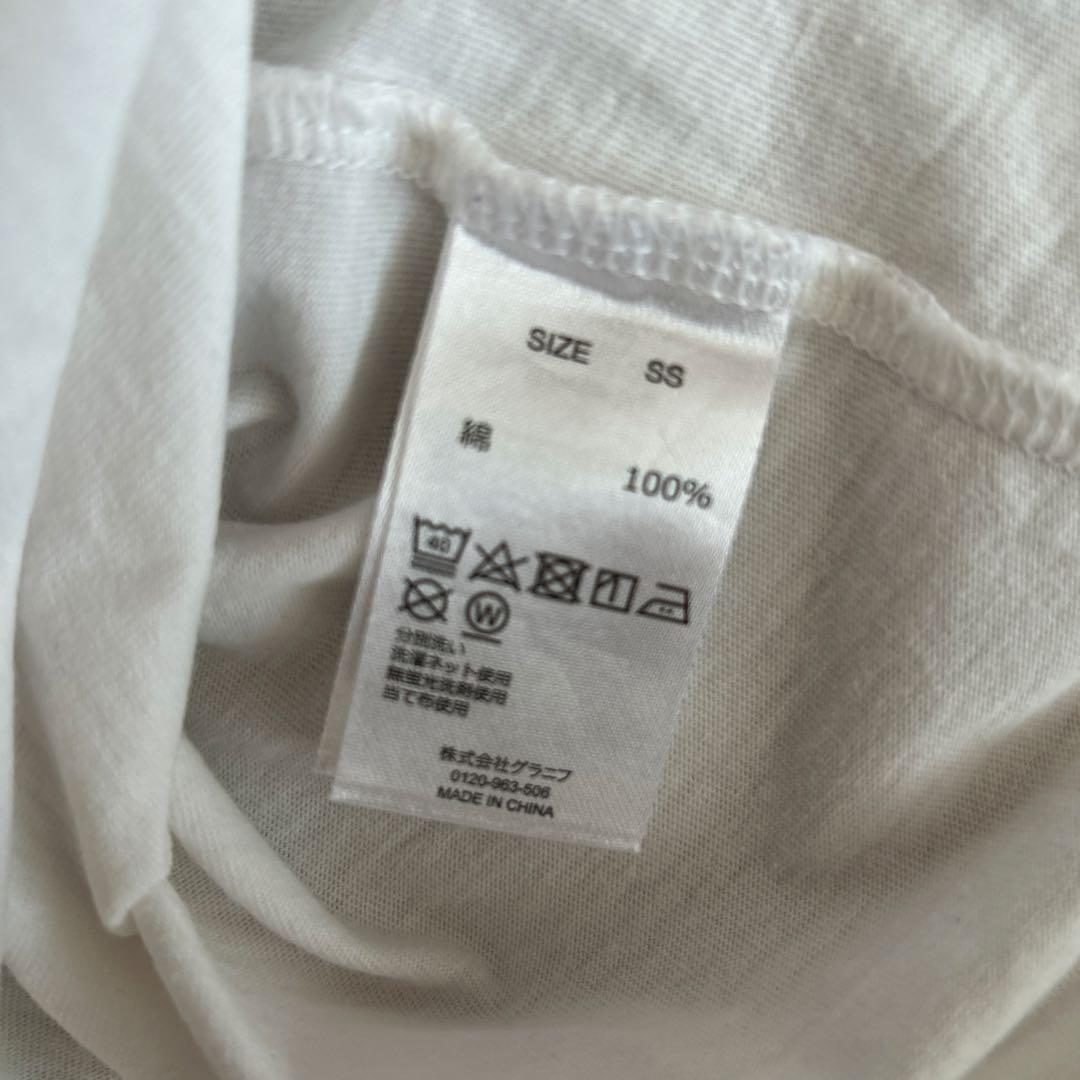 SIZE SS
綿
100%
40
W
分別洗い
洗濯ネット使用
無蛍光洗剤使用
当て布使用
株式会社グラニフ
0120-963-506
MADE IN CHINA